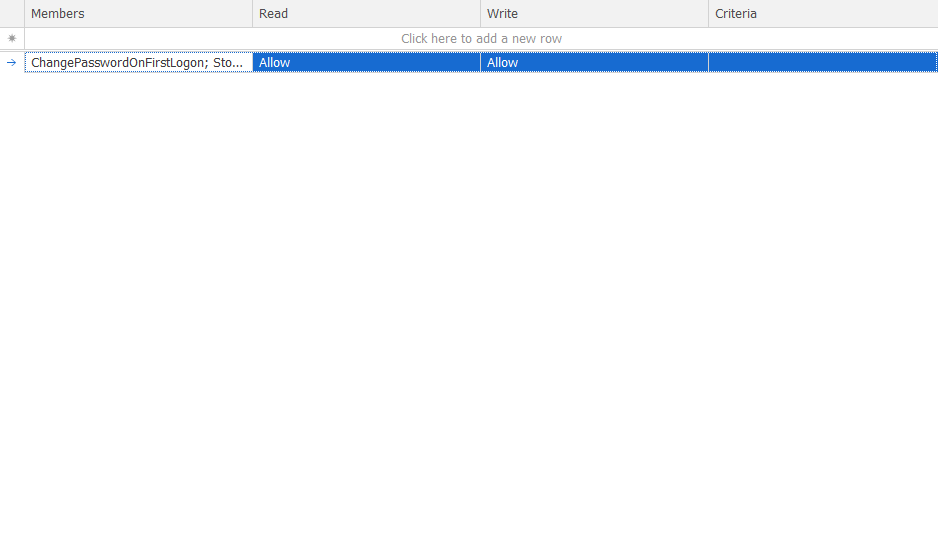 Members Read Write Criteria
Click here to add a new row
ChangePasswordOnFirstLogon; Sto... Allow Allow